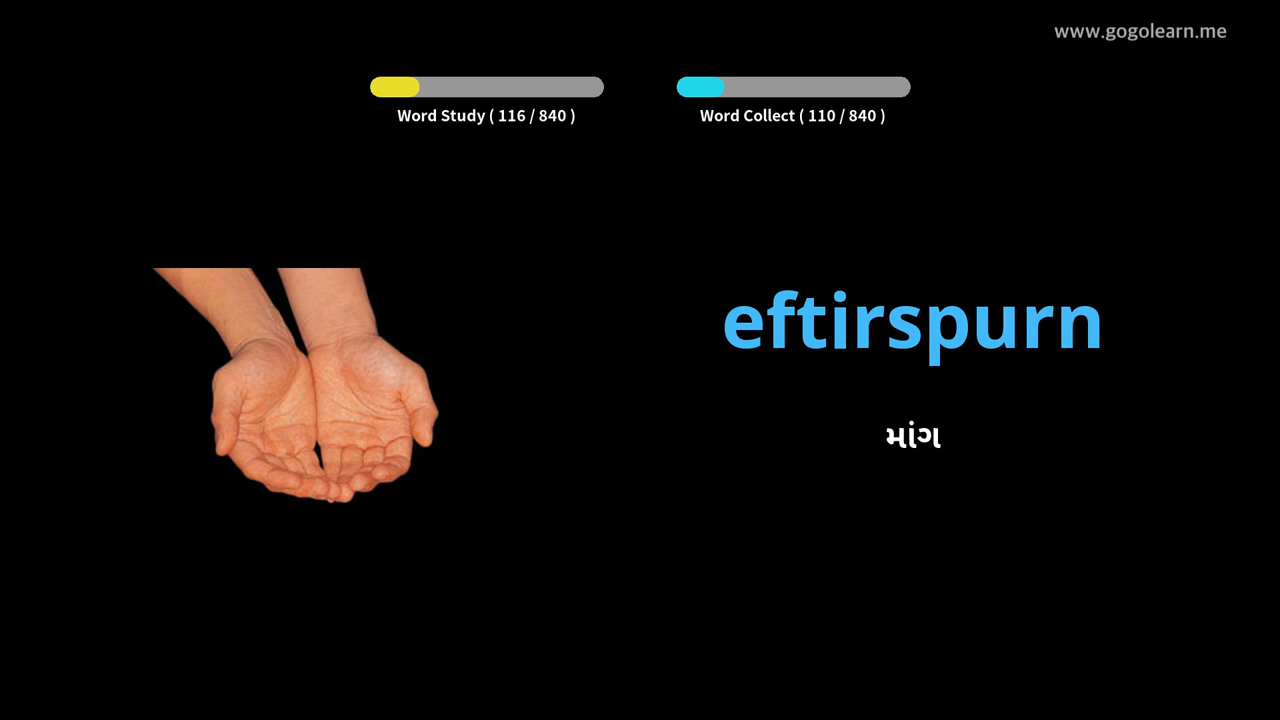 www.gogolearn.me
Word Study ( 116 / 840 )
Word Collect ( 110 / 840 )
eftirspurn
માંગ